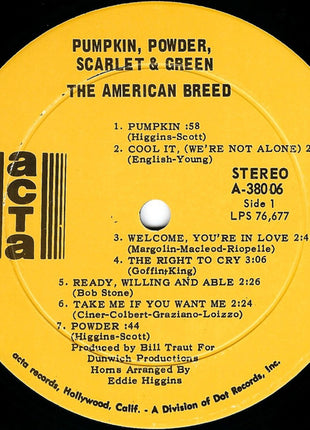 PUMPKIN, POWDER,
SCARLET & GREEN
THE AMERICAN BREED
1. PUMPKIN :58
(Higgins-Scott)
2. COOL IT, (WE'RE NOT ALONE) 2
(English-Young)
acta
STEREO
A-38006
Side 1
LPS 76,677
3. WELCOME, YOU'RE IN LOVE 2:4
(Margolin-Macleod-Riopelle)
4. THE RIGHT TO CRY 3:06
(Goffin-King)
5. READY, WILLING AND ABLE 2:26
(Bob Stone)
6. TAKE ME IF YOU WANT ME 2:24
(Ciner-Colbert-Graziano-Loizzo)
7. POWDER :44
(Higgins-Scott)
Produced by Bill Traut For
Dunwich Productions
Horns Arranged By
Eddie Higgins
acta records, Hollywood, Calif. - A Division of Dot Records, Inc.